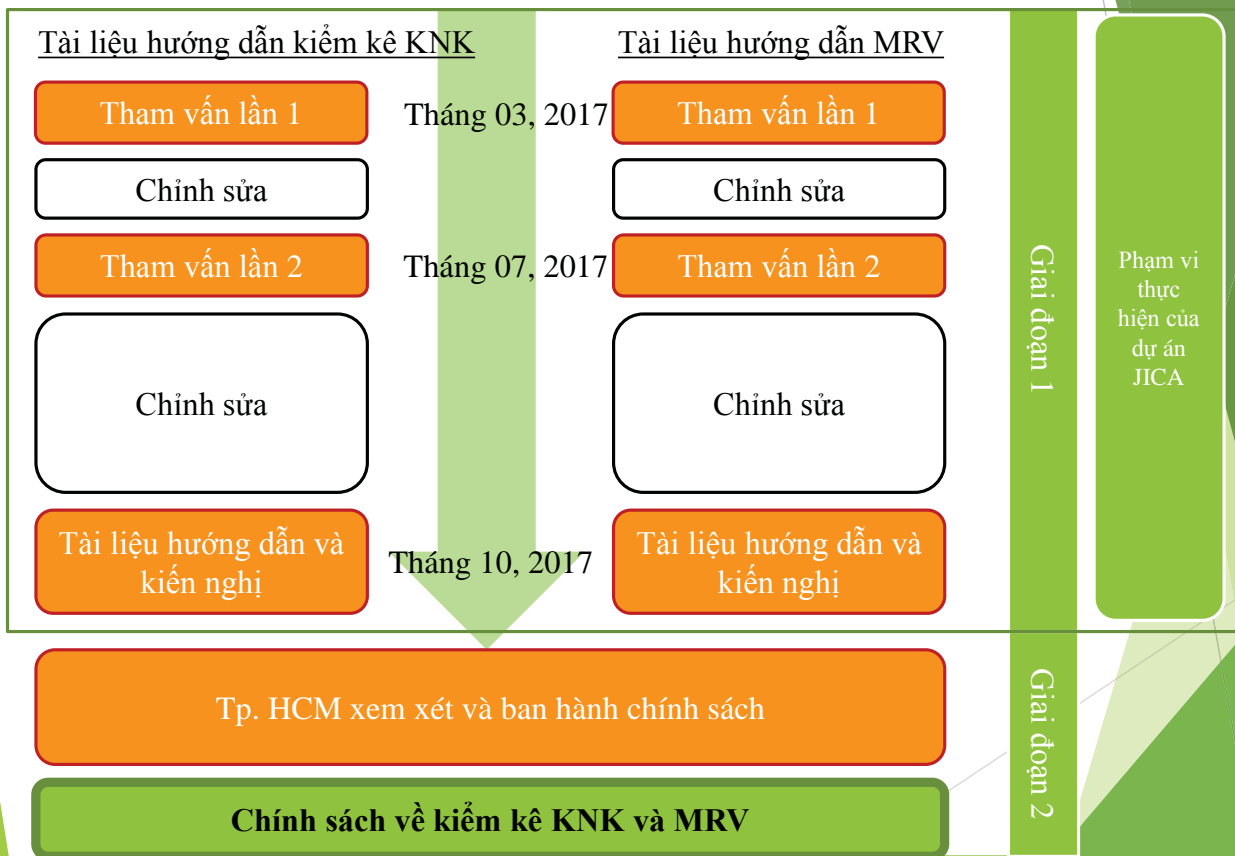 Tài liệu hướng dẫn kiểm kê KNK
Tài liệu hướng dẫn MRV
Tham vấn lần 1
Tháng 03, 2017
Tham vấn lần 1
Chỉnh sửa
Chỉnh sửa
Tham vấn lần 2
Tháng 07, 2017
Tham vấn lần 2
Chỉnh sửa
Chỉnh sửa
Tài liệu hướng dẫn và
kiến nghị
Tháng 10, 2017
Tài liệu hướng dẫn và
kiến nghị
Giai đoạn 1
Phạm vi
thực
hiện của
dự án
JICA
Tp. HCM xem xét và ban hành chính sách
Chính sách về kiểm kê KNK và MRV
Giai đoạn 2